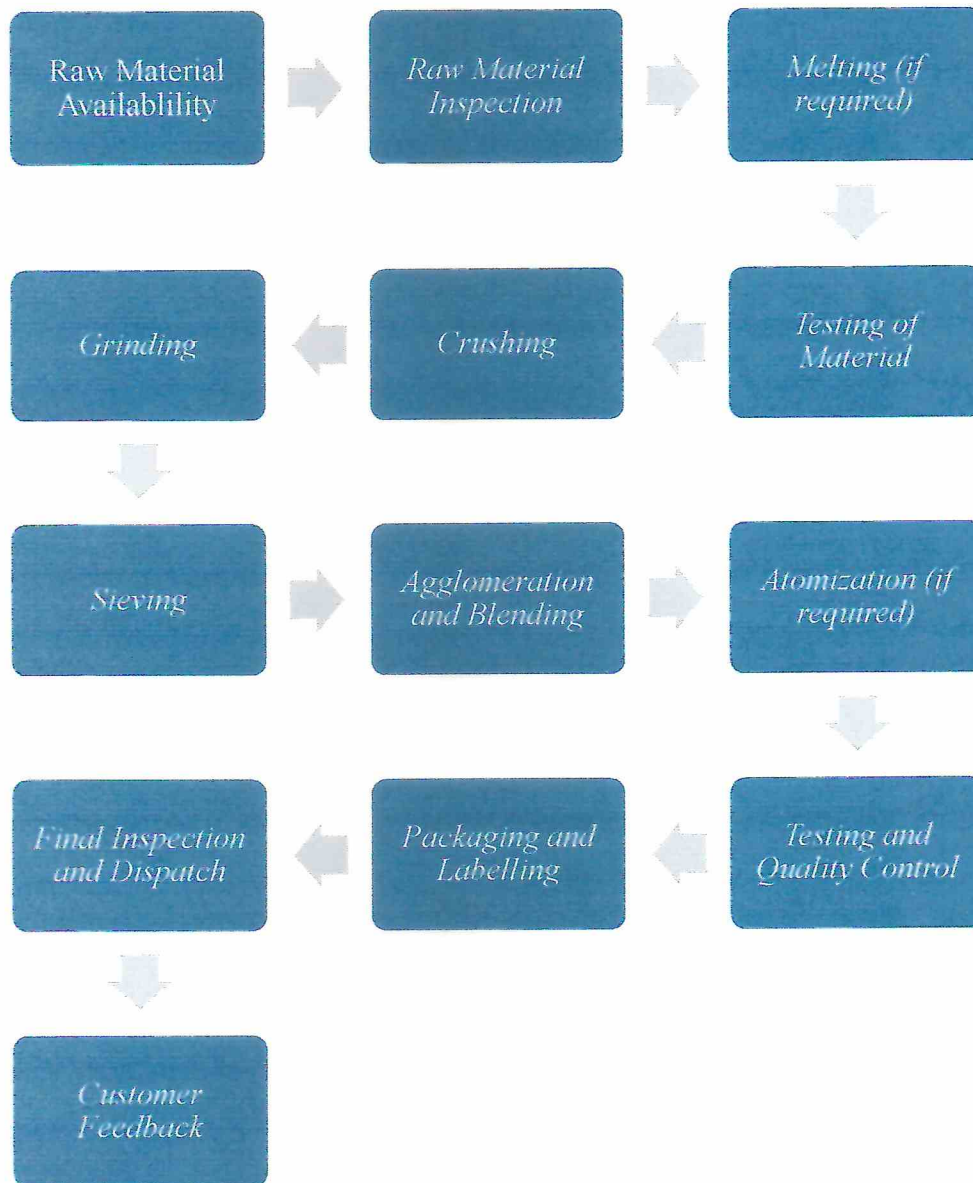 Raw Material
Availablility
Raw Material
Inspection
Melting (if
required)
Testing of
Material
Crushing
Grinding
Sieving
Agglomeration
and Blending
Atomization (if
required)
Testing and
Quality Control
Packaging and
Labelling
Final Inspection
and Dispatch
Customer
Feedback